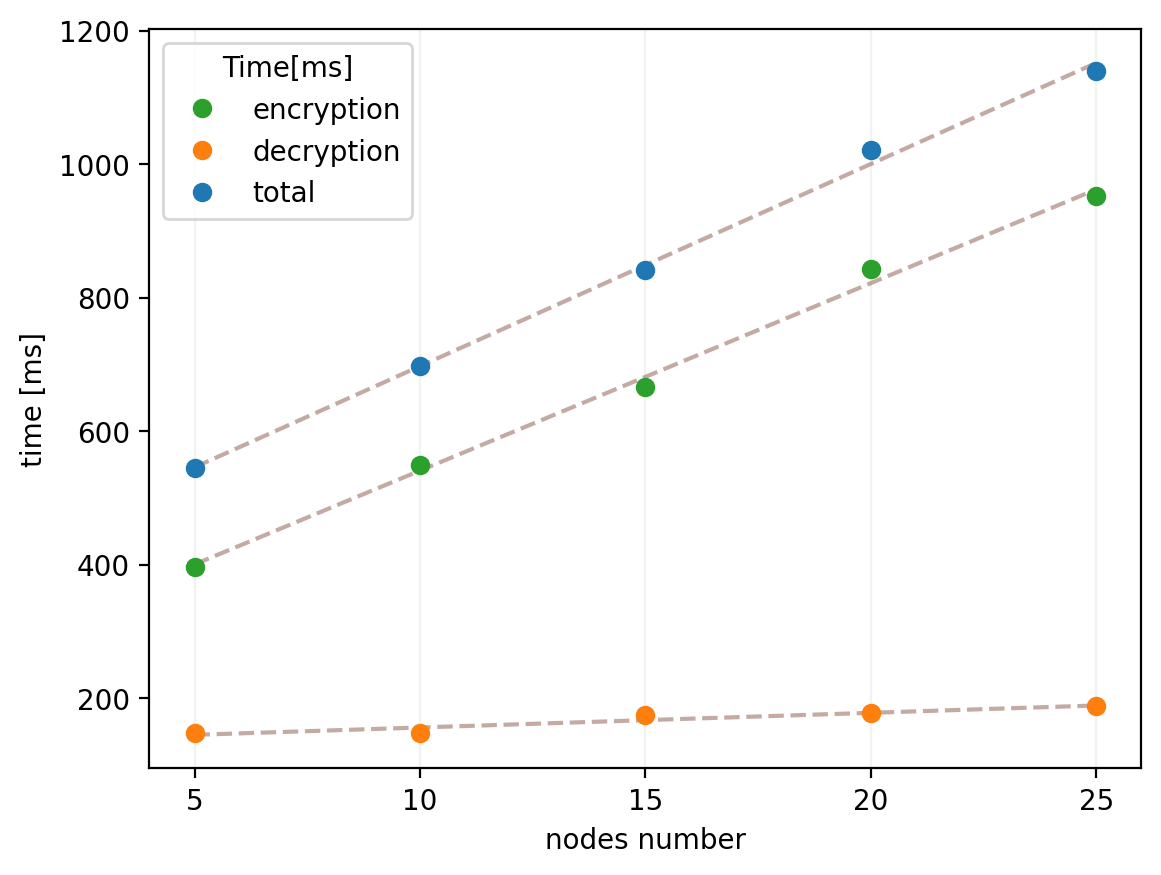 Time[ms]
encryption
decryption
total
1200
1000
800
600
400
200
time [ms]
5 10 15 20 25
nodes number